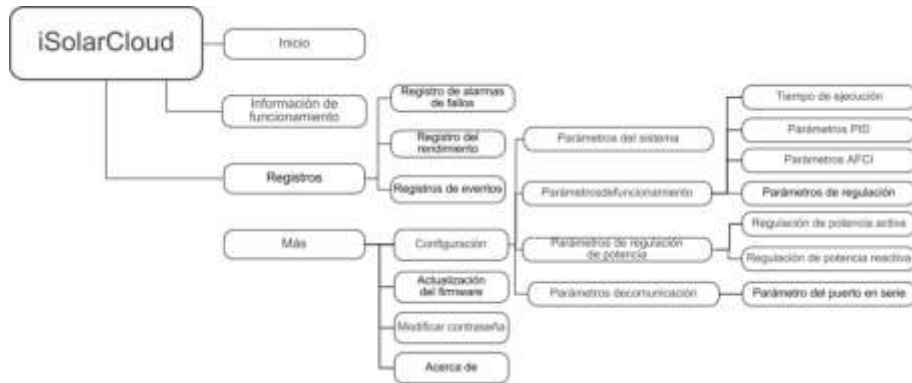 iSolarCloud
Inicio
Información de
funcionamiento
Registros
Registro de alarmas
de fallos
Registro del
rendimiento
Registros de eventos
Más
Configuración
Actualización
del firmware
Modificar contraseña
Acerca de
Parámetros del sistema
Parámetrosdefuncionamiento
Parámetros de regulación
de potencia
Parámetros decomunicación
Tiempo de ejecución
Parámetros PID
Parámetros AFCI
Parámetros de regulación
Regulación de potencia activa
Regulación de potencia reactiva
Parámetro del puerto en serie